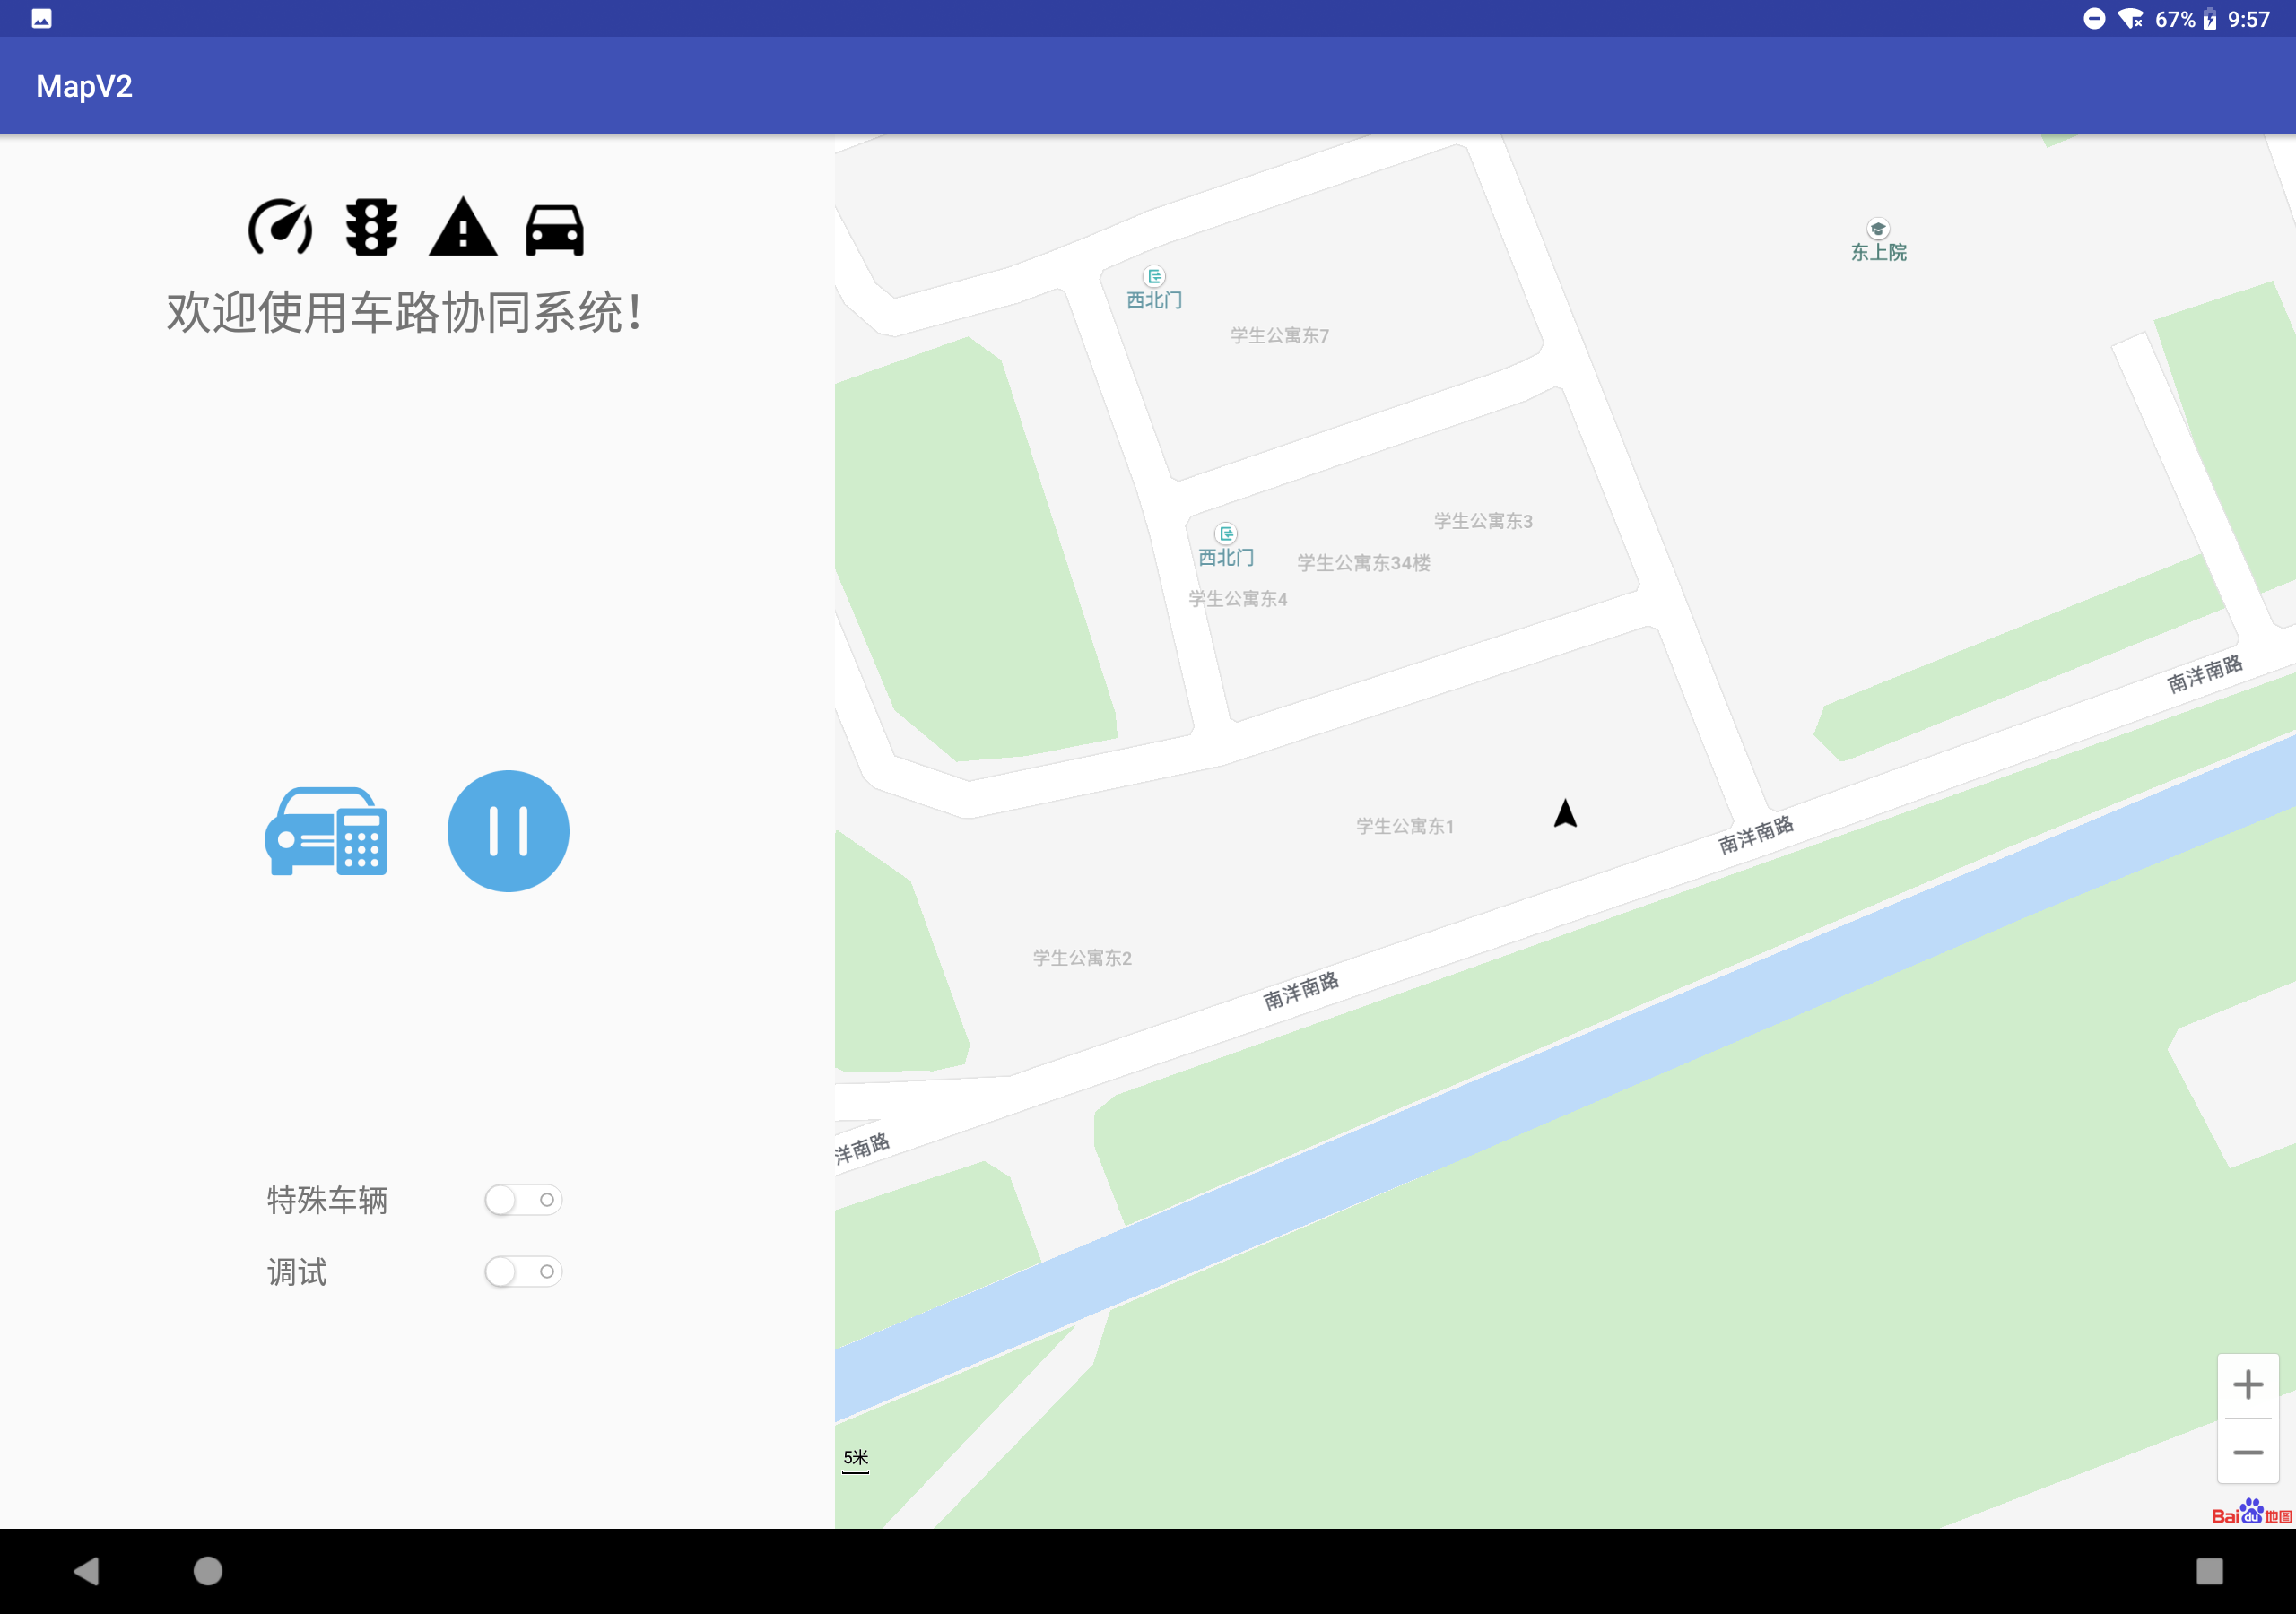 67% 9:57
MapV2
欢迎使用车路协同系统!
特殊车辆
调试
东上院
西北门
学生公寓东7
学生公寓东3
西北门
学生公寓东34楼
学生公寓东4
南洋南路
学生公寓东1
南洋南路
学生公寓东2
南洋南路
洋南路
5米
Bai du 地图